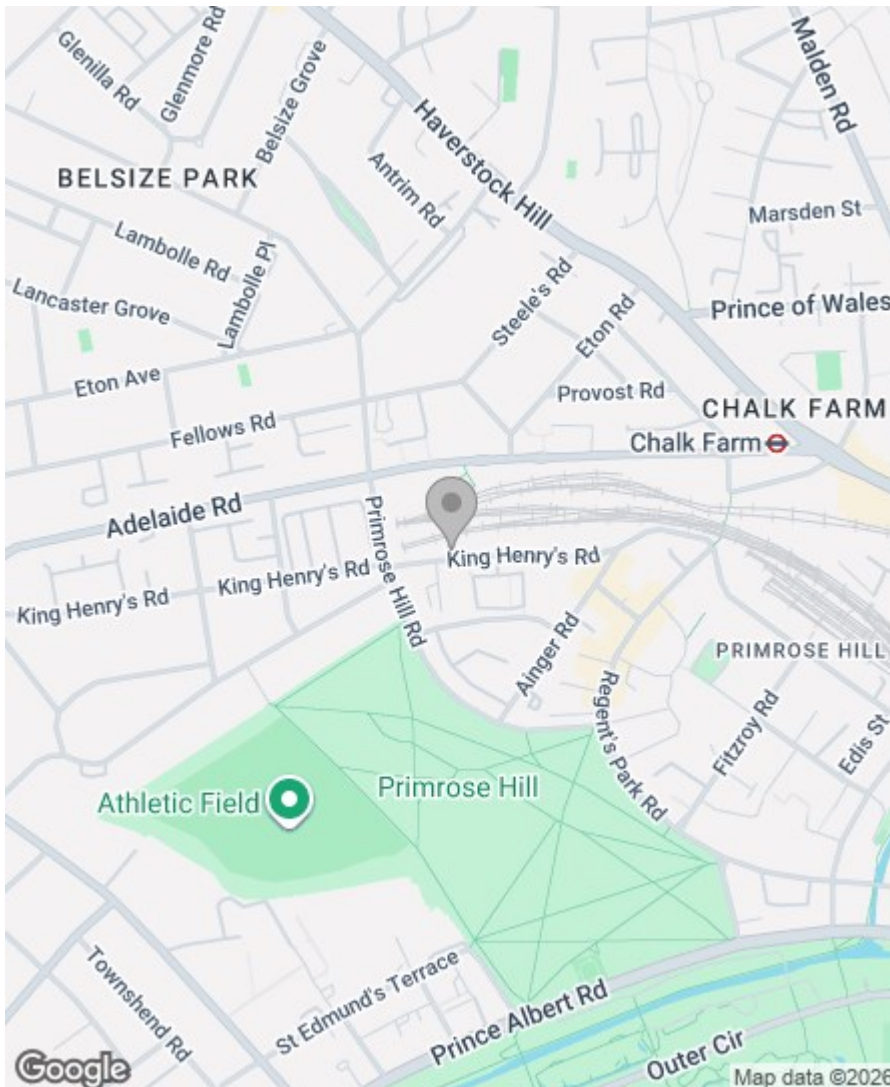 Glenilla Rd
Glenmore Rd
Belsize Grove
Malden Rd
Haverstock Hill
BELSIZE PARK
Antrim Rd
Marsden St
Lambolle Rd
Lambolle Pl
Lancaster Grove
Steele's Rd
Prince of Wales
Eton Rd
Eton Ave
Provost Rd
CHALK FARM
Fellows Rd
Chalk Farm
Adelaide Rd
Primrose Hill Rd
King Henry's Rd
King Henry's Rd
King Henry's Rd
Ainger Rd
PRIMROSE HILL
Regent's Park Rd
Fitzroy Rd
Edis St
Athletic Field
Primrose Hill
Townshend Rd
St Edmund's Terrace
Prince Albert Rd
Outer Cir
Google
Map data ©2026